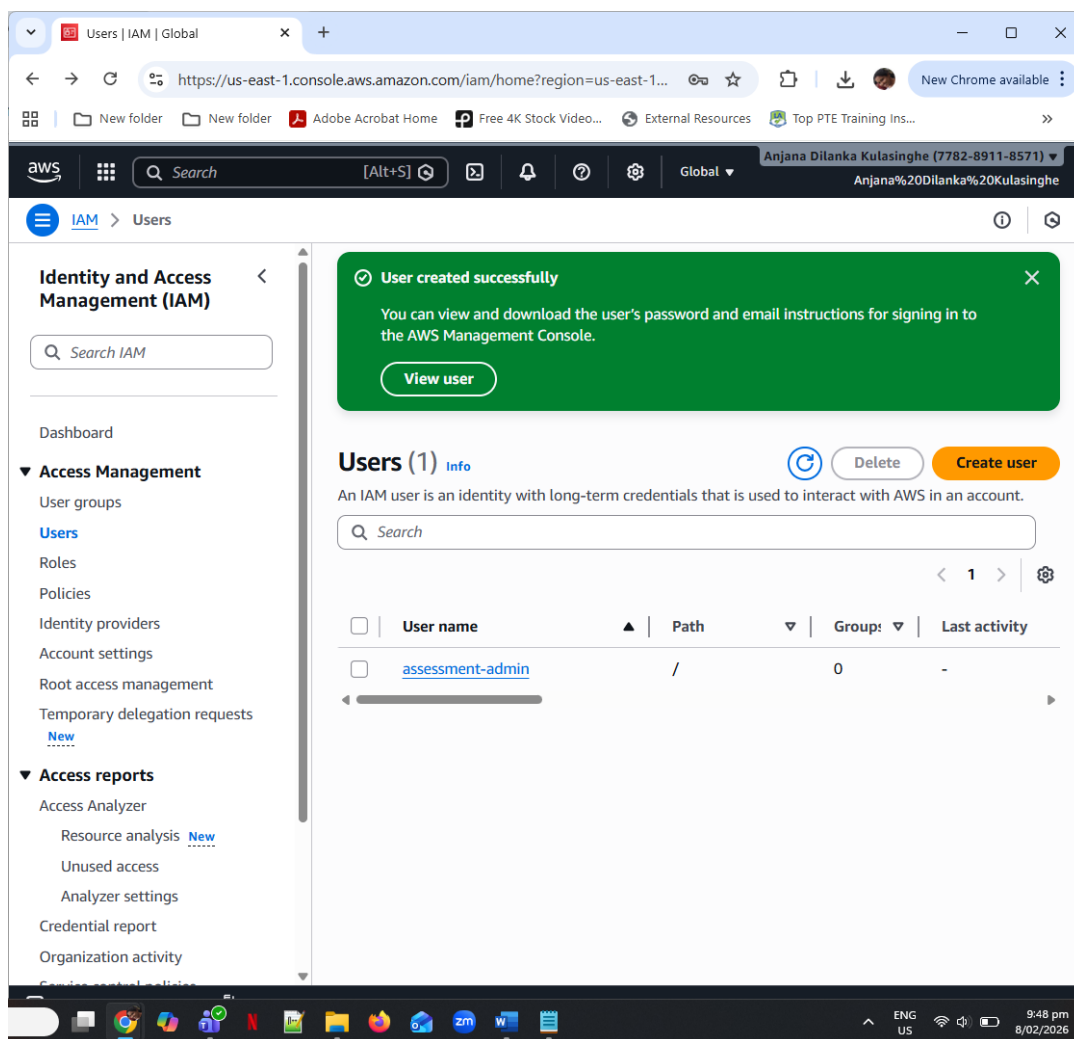 Users | IAM | Global
https://us-east-1.console.aws.amazon.com/iam/home?region=us-east-1...
New Chrome available
New folder
New folder
Adobe Acrobat Home
Free 4K Stock Video...
External Resources
Top PTE Training Ins...
aws
Search
[Alt+S]
Global
Anjana Dilanka Kulasinghe (7782-8911-8571)
Anjana%20Dilanka%20Kulasinghe
IAM > Users
Identity and Access
Management (IAM)
Search IAM
Dashboard
Access Management
User groups
Users
Roles
Policies
Identity providers
Account settings
Root access management
Temporary delegation requests
New
Access reports
Access Analyzer
Resource analysis New
Unused access
Analyzer settings
Credential report
Organization activity
User created successfully
You can view and download the user's password and email instructions for signing in to
the AWS Management Console.
View user
Users (1) Info
Delete
Create user
An IAM user is an identity with long-term credentials that is used to interact with AWS in an account.
Search
1
User name
Path
Group:
Last activity
assessment-admin
/
0
-
zm
ENG
US
9:48 pm
8/02/2026